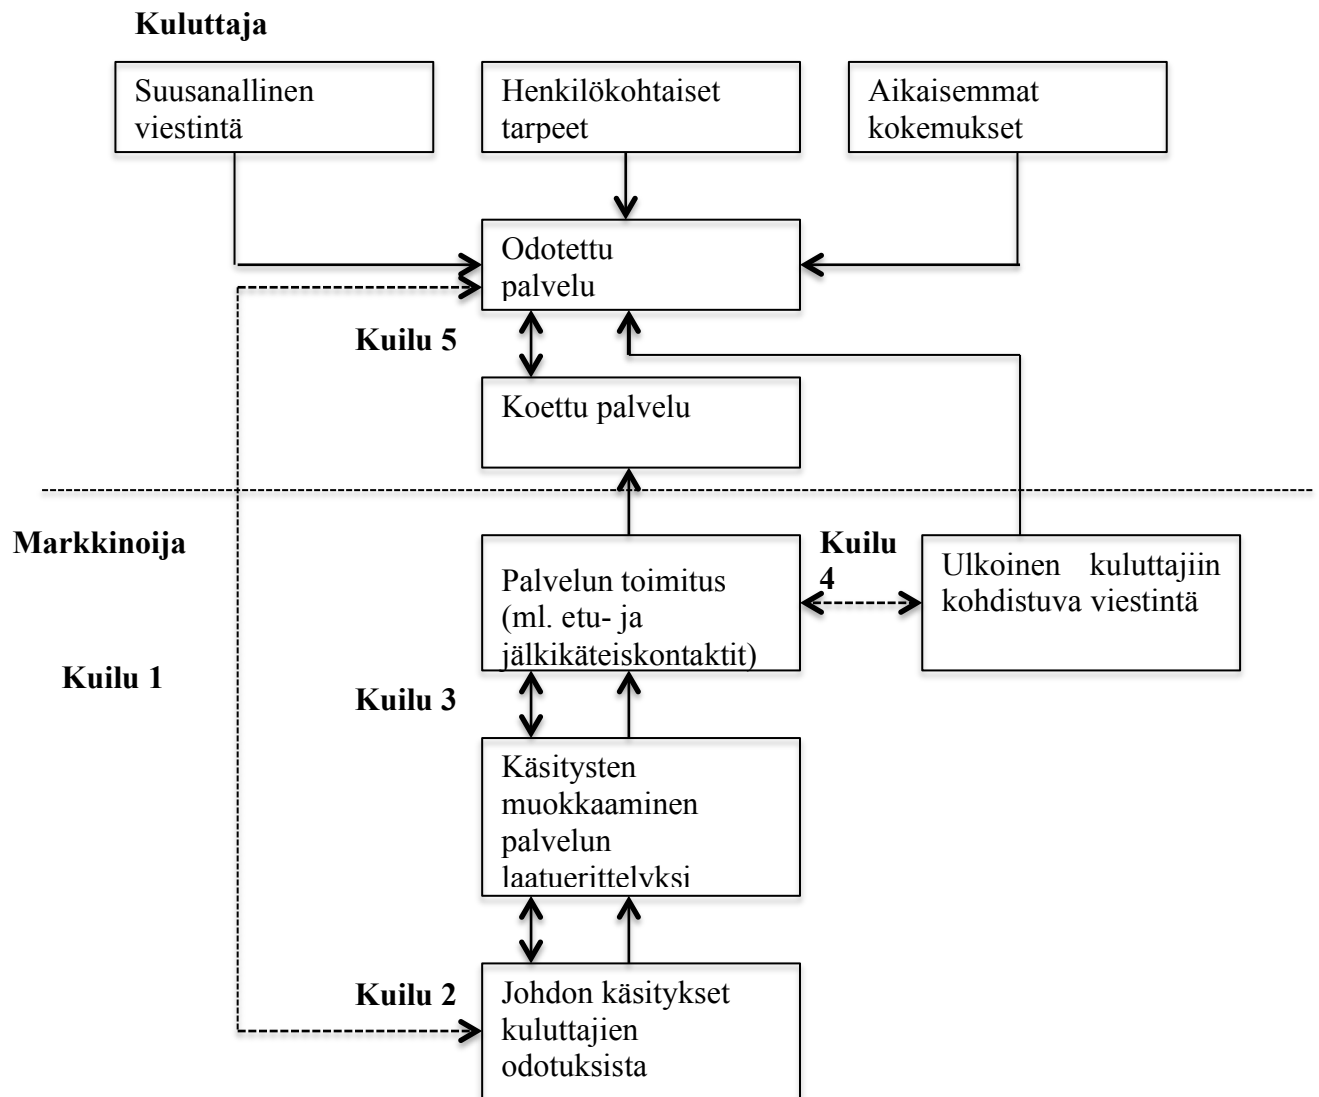 Kuluttaja
Suusanallinen
viestintä
Henkilökohtaiset
tarpeet
Aikaisemmat
kokemukset
Odotettu
palvelu
Kuilu 5
Koettu palvelu
Markkinoija
Palvelun toimitus
(ml. etu- ja
jälkikäteiskontaktit)
Kuilu
4
Ulkoinen kuluttajiin
kohdistuva viestintä
Kuilu 1
Kuilu 3
Käsitysten
muokkaaminen
palvelun
laatuerittelyksi
Kuilu 2
Johdon käsitykset
kuluttajien
odotuksista